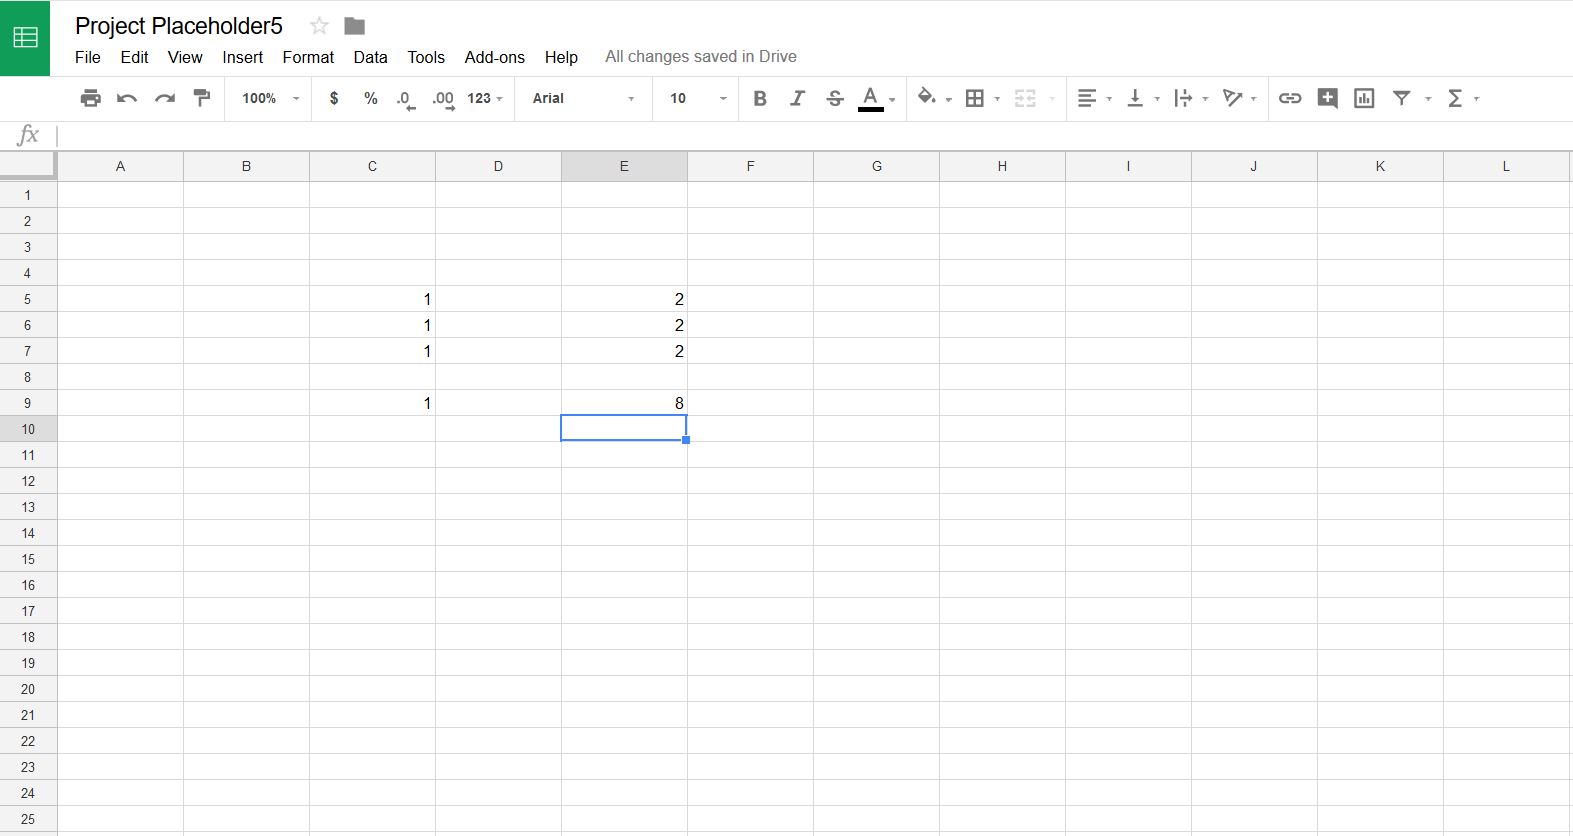 Project Placeholder5
File Edit View Insert Format Data Tools Add-ons Help All changes saved in Drive
100% $ % .0 .00 123 Arial 10 B I S A Σ
fx
A B C D E F G H I J K L
1
2
3
4
5 1 2
6 1 2
7 1 2
8
9 1 8
10
11
12
13
14
15
16
17
18
19
20
21
22
23
24
25